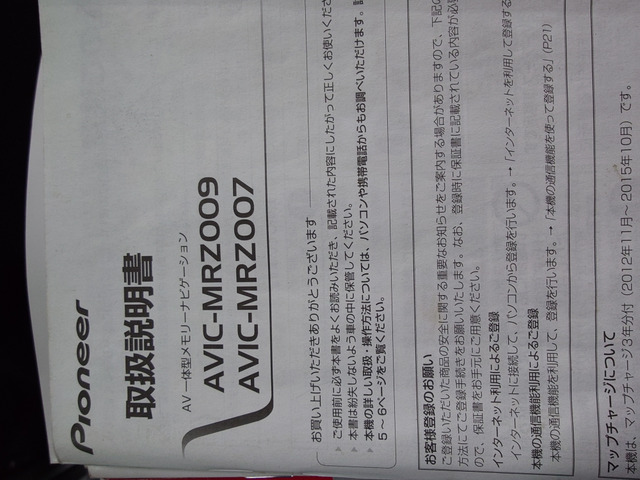 Pioneer
取扱説明書
AV一体型メモリーナビゲーション
AVIC-MRZ009
AVIC-MRZ007
お買い上げいただきありがとうございます
ご使用前に必ず本書をよくお読みいただき、記載された内容にしたがって正しくお使いくださ
本書は紛失しないよう車の中に保管してください。
本機の詳しい取扱・操作方法については、パソコンや携帯電話からもお調べいただけます。
5〜6ページをご覧ください。
お客様登録のお願い
ご登録いただいた商品の安全に関する重要なお知らせをご案内する場合がありますので、下記の
方法にてご登録手続きをお願いいたします。なお、登録時に保証書に記載されている内容が必
ので、保証書をお手元にご用意ください。
インターネット利用によるご登録
インターネットに接続して、パソコンから登録を行います。→「インターネットを利用して登録する
本機の通信機能利用によるご登録
本機の通信機能を利用して、登録を行います。→「本機の通信機能を使って登録する」(P21)
マップチャージについて
本機は、マップチャージ3年分付(2012年11月〜2015年10月)です。